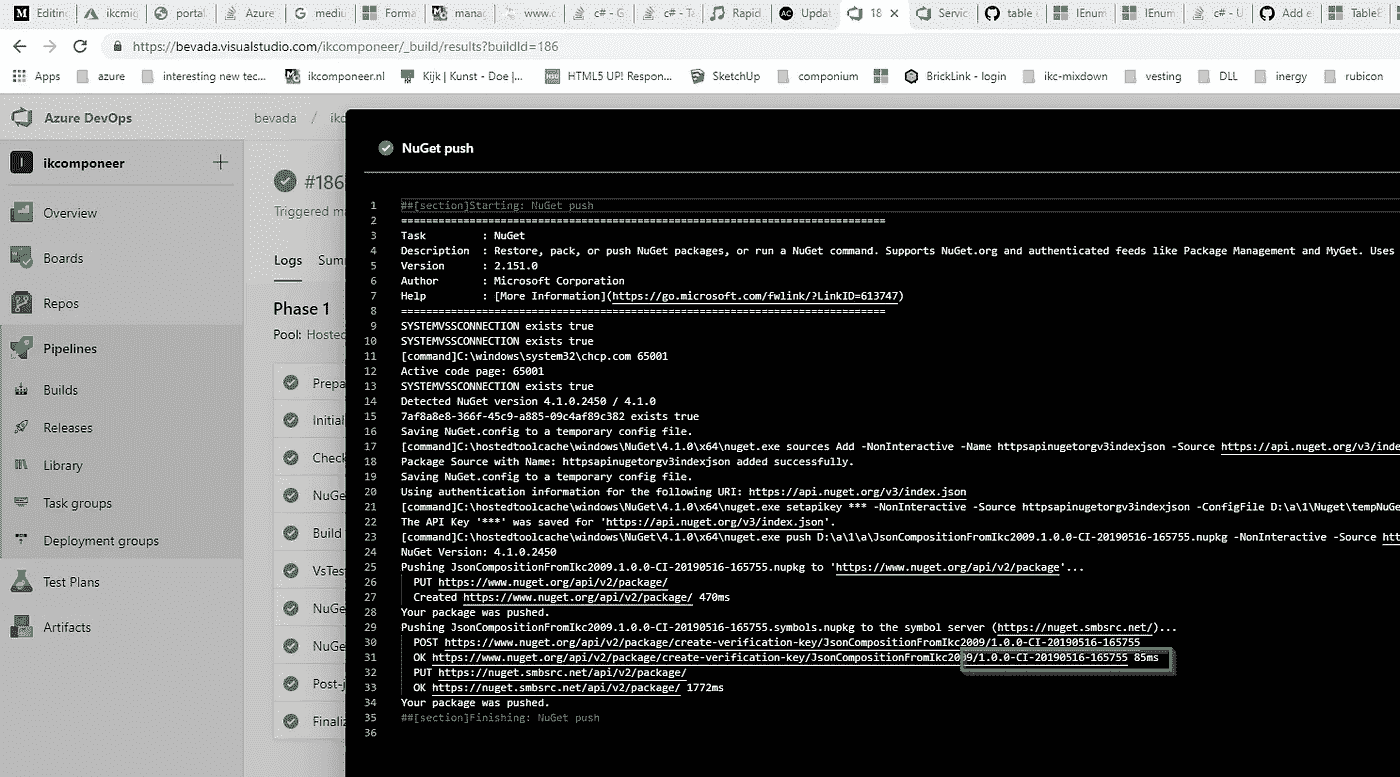 Editing
ikcmig
portal.
Azure
mediu
Forma
manag
www.c
c# - G
c# - Ta
Rapid
Updat
18
Servic
table
IEnum
IEnum
c# - U
Add e
TableE
https://bevada.visualstudio.com/ikcomponeer/_build/results?buildId=186
Apps
azure
interesting new tec...
ikcomponeer.nl
Kijk | Kunst - Doe |...
HTML5 UP! Respon...
SketchUp
componium
BrickLink - login
ikc-mixdown
vesting
DLL
inergy
rubicon
Azure DevOps
bevada / ikc
ikcomponeer
Overview
Boards
Repos
Pipelines
Builds
Releases
Library
Task groups
Deployment groups
Test Plans
Artifacts
#186
Triggered ma
Logs Sum
Phase 1
Pool: Hosted
Prepa
Initial
Check
NuGe
Build
VsTes
NuGe
NuGe
Post-j
Finaliz
NuGet push
1 ##[section]Starting: NuGet push
2 ==============================================================================
3 Task : NuGet
4 Description : Restore, pack, or push NuGet packages, or run a NuGet command. Supports NuGet.org and authenticated feeds like Package Management and MyGet. Uses
5 Version : 2.151.0
6 Author : Microsoft Corporation
7 Help : [More Information](https://go.microsoft.com/fwlink/?LinkID=613747)
8 ==============================================================================
9 SYSTEMVSSCONNECTION exists true
10 SYSTEMVSSCONNECTION exists true
11 [command]C:\windows\system32\chcp.com 65001
12 Active code page: 65001
13 SYSTEMVSSCONNECTION exists true
14 Detected NuGet version 4.1.0.2450 / 4.1.0
15 7af8a8e8-366f-45c9-a885-09c4af89c382 exists true
16 Saving NuGet.config to a temporary config file.
17 [command]C:\hostedtoolcache\windows\NuGet\4.1.0\x64\nuget.exe sources Add -NonInteractive -Name httpsapinugetorgv3indexjson -Source https://api.nuget.org/v3/inde
18 Package Source with Name: httpsapinugetorgv3indexjson added successfully.
19 Saving NuGet.config to a temporary config file.
20 Using authentication information for the following URI: https://api.nuget.org/v3/index.json
21 [command]C:\hostedtoolcache\windows\NuGet\4.1.0\x64\nuget.exe setapikey *** -NonInteractive -Source httpsapinugetorgv3indexjson -ConfigFile D:\a\1\Nuget\tempNuGe
22 The API Key '***' was saved for 'https://api.nuget.org/v3/index.json'.
23 [command]C:\hostedtoolcache\windows\NuGet\4.1.0\x64\nuget.exe push D:\a\1\a\JsonCompositionFromIkc2009.1.0.0-CI-20190516-165755.nupkg -NonInteractive -Source htt
24 NuGet Version: 4.1.0.2450
25 Pushing JsonCompositionFromIkc2009.1.0.0-CI-20190516-165755.nupkg to 'https://www.nuget.org/api/v2/package'...
26 PUT https://www.nuget.org/api/v2/package/
27 Created https://www.nuget.org/api/v2/package/ 470ms
28 Your package was pushed.
29 Pushing JsonCompositionFromIkc2009.1.0.0-CI-20190516-165755.symbols.nupkg to the symbol server (https://nuget.smbsrc.net/)...
30 POST https://www.nuget.org/api/v2/package/create-verification-key/JsonCompositionFromIkc2009/1.0.0-CI-20190516-165755
31 OK https://www.nuget.org/api/v2/package/create-verification-key/JsonCompositionFromIkc2009/1.0.0-CI-20190516-165755 85ms
32 PUT https://nuget.smbsrc.net/api/v2/package/
33 OK https://nuget.smbsrc.net/api/v2/package/ 1772ms
34 Your package was pushed.
35 ##[section]Finishing: NuGet push
36